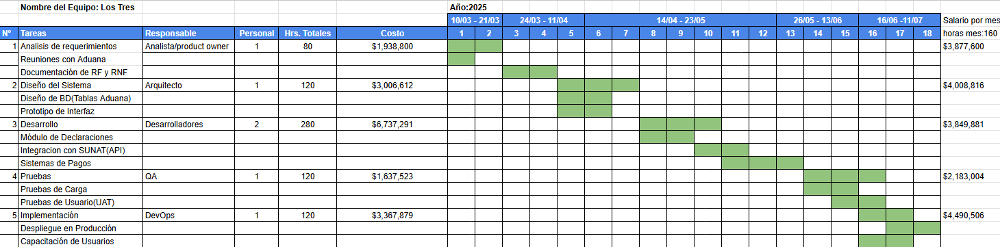 Nombre del Equipo: Los Tres Año:2025
10/03 - 21/03 24/03 - 11/04 14/04 - 23/05 26/05 - 13/06 16/06 -11/07 Salario por mes
Nº Tareas Responsable Personal Hrs. Totales Costo 1 2 3 4 5 6 7 8 9 10 11 12 13 14 15 16 17 18 horas mes:160
1 Analisis de requerimientos Analista/product owner 1 80 $1,938,800 $3,877,600
Reuniones con Aduana
Documentación de RF y RNF
2 Diseño del Sistema Arquitecto 1 120 $3,006,612 $4,008,816
Diseño de BD(Tablas Aduana)
Prototipo de Interfaz
3 Desarrollo Desarrolladores 2 280 $6,737,291 $3,849,881
Módulo de Declaraciones
Integracion con SUNAT(API)
Sistemas de Pagos
4 Pruebas QA 1 120 $1,637,523 $2,183,004
Pruebas de Carga
Pruebas de Usuario(UAT)
5 Implementación DevOps 1 120 $3,367,879 $4,490,506
Despliegue en Producción
Capacitación de Usuarios